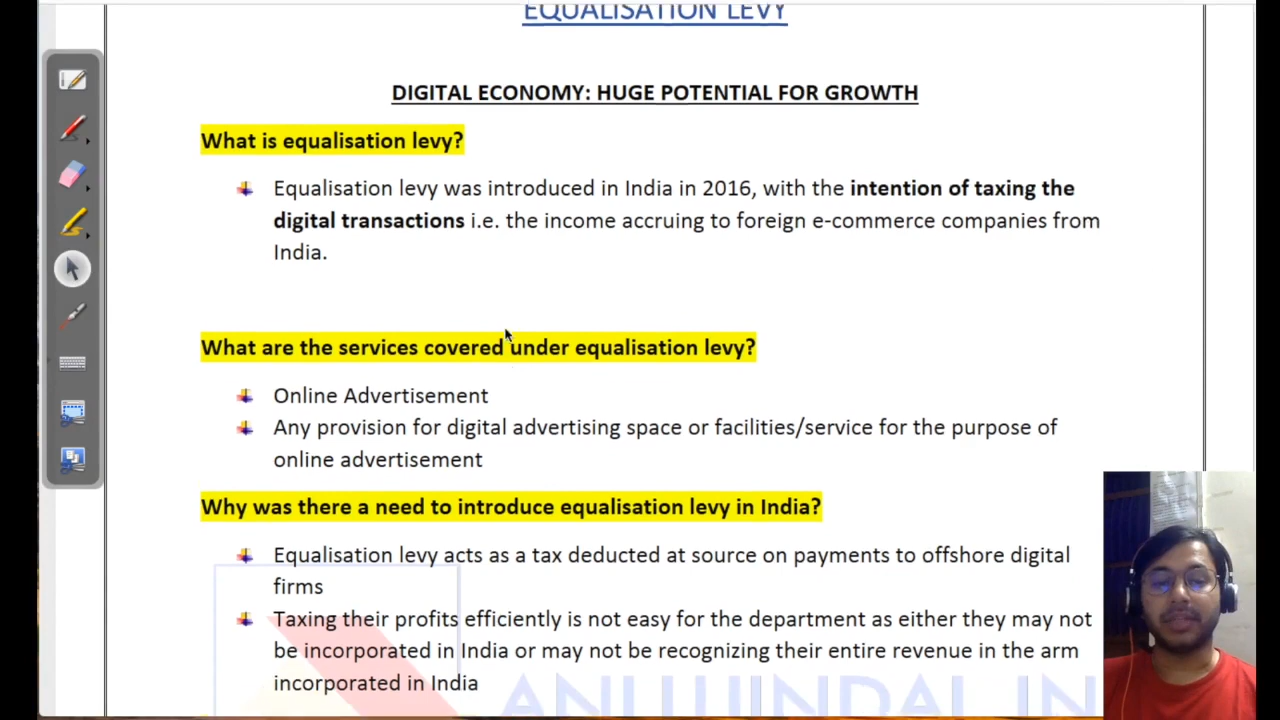 EQUALISATION LEVY
DIGITAL ECONOMY: HUGE POTENTIAL FOR GROWTH
What is equalisation levy?
Equalisation levy was introduced in India in 2016, with the intention of taxing the
digital transactions i.e. the income accruing to foreign e-commerce companies from
India.
What are the services covered under equalisation levy?
Online Advertisement
Any provision for digital advertising space or facilities/service for the purpose of
online advertisement
Why was there a need to introduce equalisation levy in India?
Equalisation levy acts as a tax deducted at source on payments to offshore digital
firms
Taxing their profits efficiently is not easy for the department as either they may not
be incorporated in India or may not be recognizing their entire revenue in the arm
incorporated in India